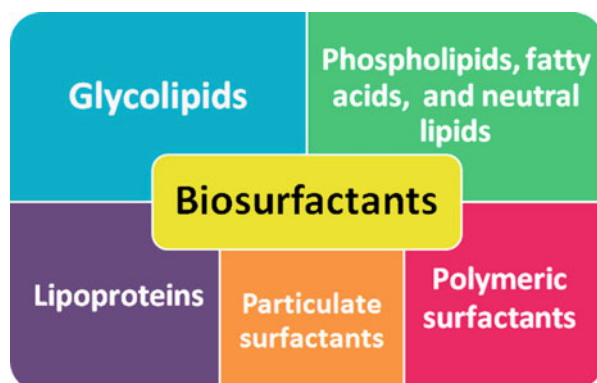 Glycolipids
Phospholipids, fatty
acids, and neutral
lipids
Biosurfactants
Lipoproteins
Particulate
surfactants
Polymeric
surfactants